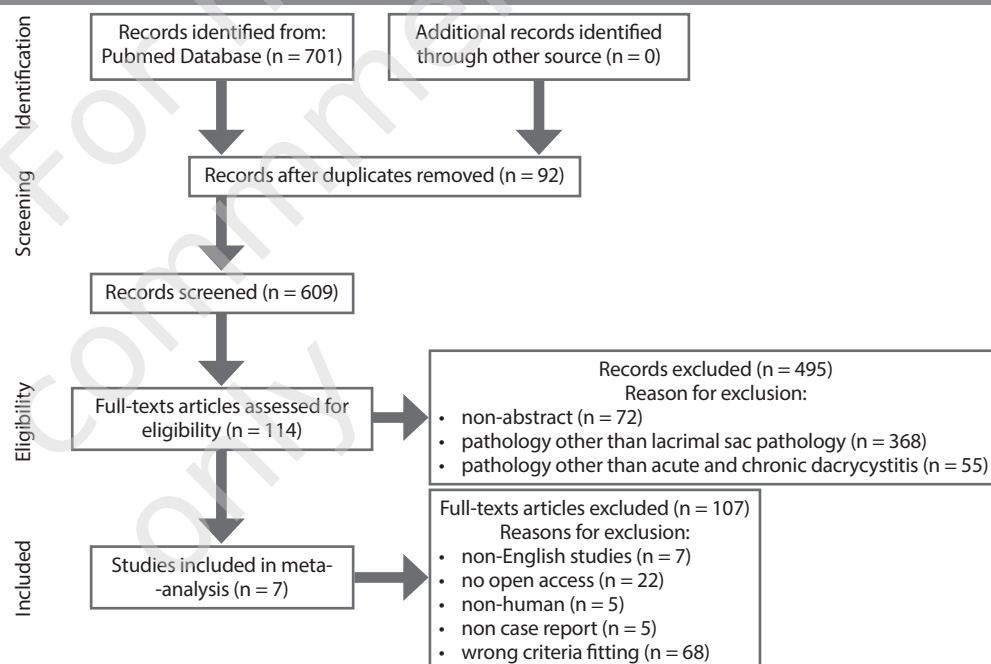 Identification
Records identified from:
Pubmed Database (n = 701)
Additional records identified
through other source (n = 0)
Screening
Records after duplicates removed (n = 92)
Records screened (n = 609)
Eligibility
Full-texts articles assessed for
eligibility (n = 114)
Records excluded (n = 495)
Reason for exclusion:
• non-abstract (n = 72)
• pathology other than lacrimal sac pathology (n = 368)
• pathology other than acute and chronic dacrycystitis (n = 55)
Included
Studies included in meta-
-analysis (n = 7)
Full-texts articles excluded (n = 107)
Reasons for exclusion:
• non-English studies (n = 7)
• no open access (n = 22)
• non-human (n = 5)
• non case report (n = 5)
• wrong criteria fitting (n = 68)
For
comme
only